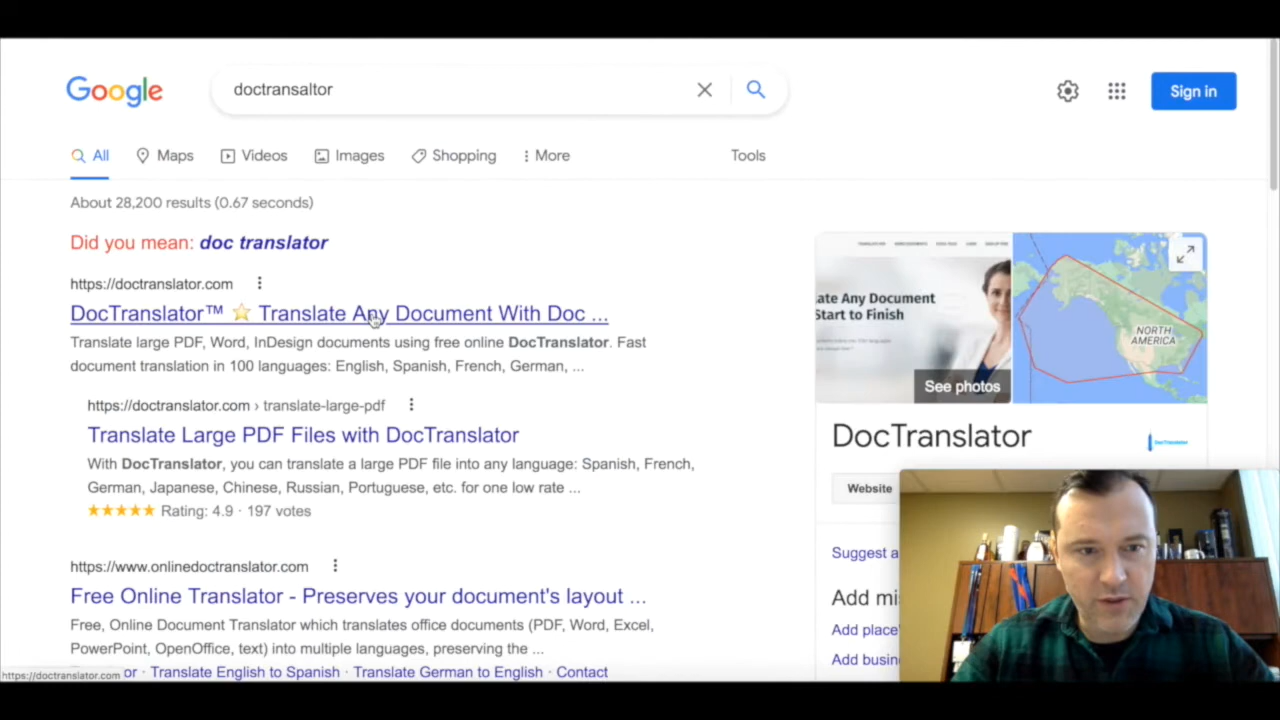 Google
doctransaltor
Sign in
All
Maps
Videos
Images
Shopping
More
Tools
About 28,200 results (0.67 seconds)
Did you mean: doc translator
https://doctranslator.com
DocTranslator™ ⭐ Translate Any Document With Doc ...
Translate large PDF, Word, InDesign documents using free online DocTranslator. Fast
document translation in 100 languages: English, Spanish, French, German, ...
https://doctranslator.com › translate-large-pdf
Translate Large PDF Files with DocTranslator
With DocTranslator, you can translate a large PDF file into any language: Spanish, French,
German, Japanese, Chinese, Russian, Portuguese, etc. for one low rate ...
★★★★★ Rating: 4.9 · 197 votes
https://www.onlinedoctranslator.com
Free Online Translator - Preserves your document's layout ...
Free, Online Document Translator which translates office documents (PDF, Word, Excel,
PowerPoint, OpenOffice, text) into multiple languages, preserving the ...
or · Translate English to Spanish · Translate German to English · Contact
https://doctranslator.com
ate Any Document
Start to Finish
See photos
NORTH
AMERICA
DocTranslator
DocTranslator
Website
Suggest a
Add mis
Add place'
Add busin